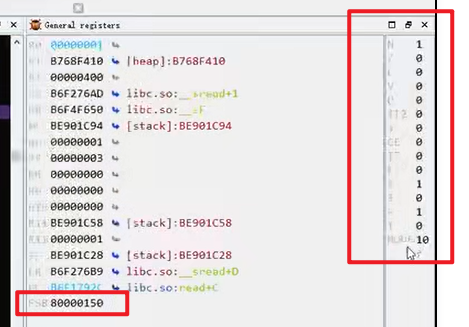 General registers
00000001
B768F410 [heap]:B768F410
00000400
B6F276AD libc.so:__sread+1
B6F4F650 libc.so:__sF
BE901C94 [stack]:BE901C94
00000001
00000003
00000000
00000000
00000000
BE901C58 [stack]:BE901C58
00000001
BE901C28 [stack]:BE901C28
B6F276B9 libc.so:__sread+D
libc.so:read+C
PSR 80000150
N 1
0
0
V 0
0
IT2 0
0
GE 0
0
0
1
0
1
0
MODE 10